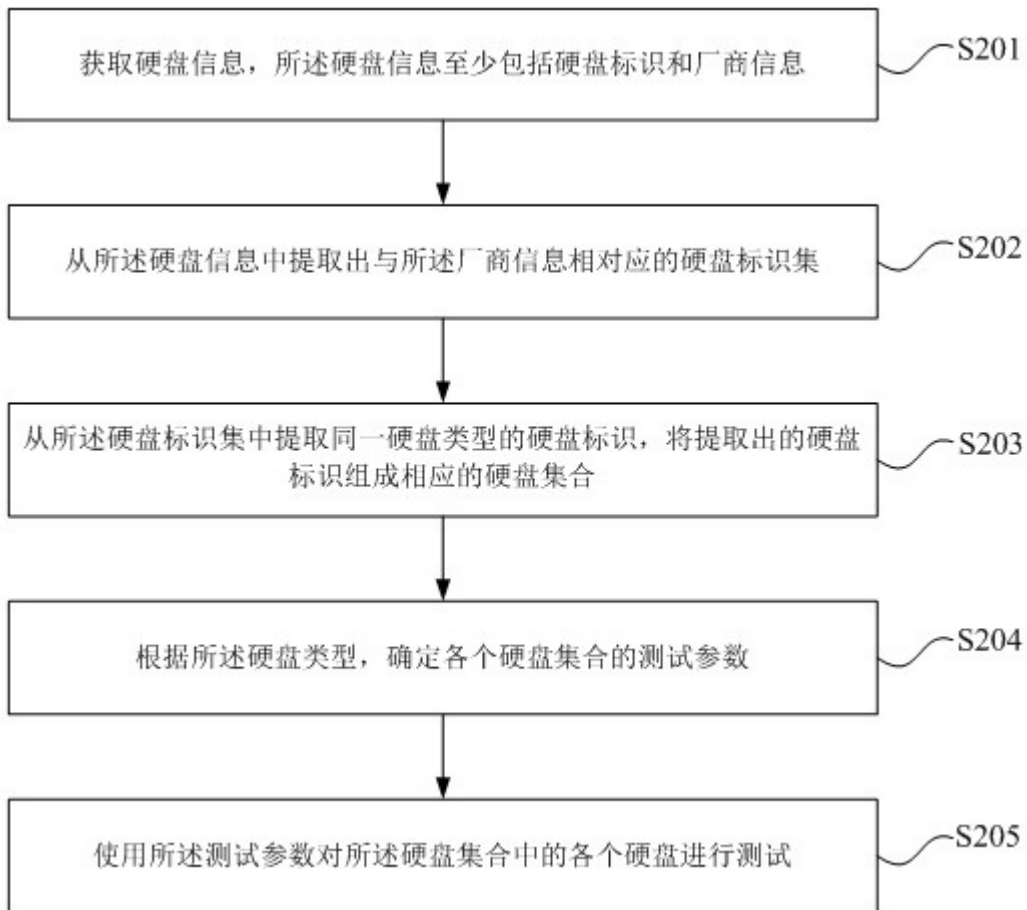 获取硬盘信息，所述硬盘信息至少包括硬盘标识和厂商信息
S201
从所述硬盘信息中提取出与所述厂商信息相对应的硬盘标识集
S202
从所述硬盘标识集中提取同一硬盘类型的硬盘标识，将提取出的硬盘
标识组成相应的硬盘集合
S203
根据所述硬盘类型，确定各个硬盘集合的测试参数
S204
使用所述测试参数对所述硬盘集合中的各个硬盘进行测试
S205